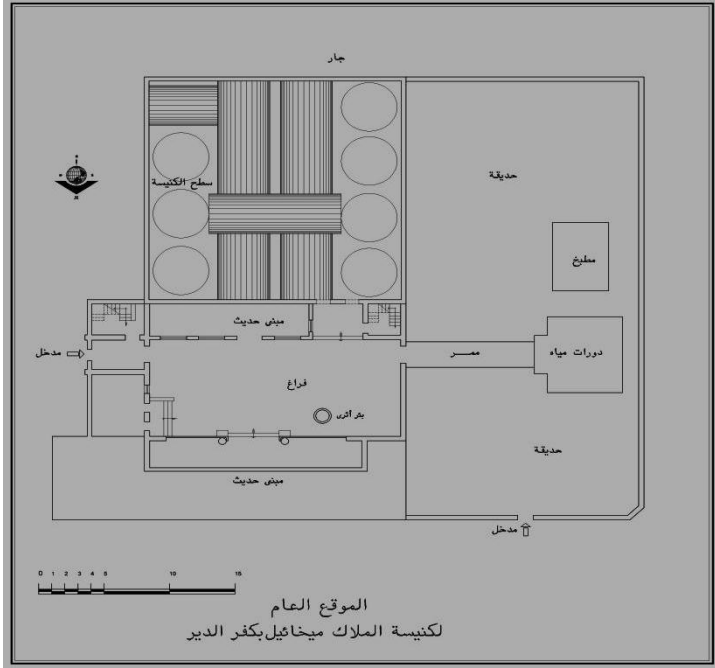 جار
حديقة
سطح الكنيسة
مطبخ
مبنى حديث
مدخل
ممر
دورات مياه
فراغ
بئر أثرى
حديقة
مبنى حديث
مدخل
0 1 2 3 4 5 10 15
الموقع العام
لكنيسة الملاك ميخائيل بكفر الدير